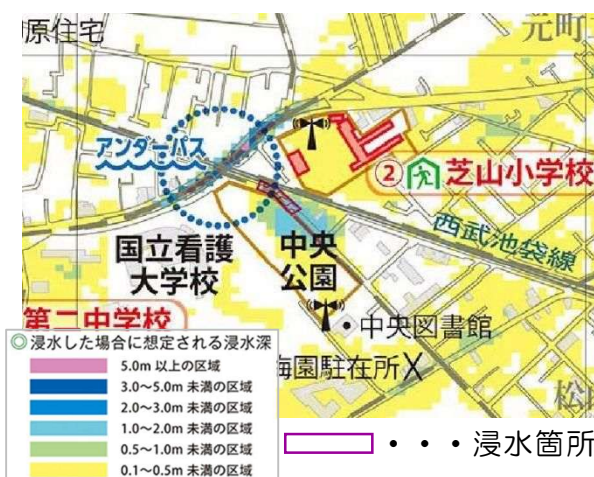 原住宅
元町
アンダーパス
② 芝山小学校
西武池袋線
国立看護
大学校
中央
公園
第二中学校
・中央図書館
梅園駐在所X
松
◎浸水した場合に想定される浸水深
5.0m 以上の区域
3.0～5.0m 未満の区域
2.0～3.0m 未満の区域
1.0～2.0m 未満の区域
0.5～1.0m 未満の区域
0.1～0.5m 未満の区域
・・・浸水箇所